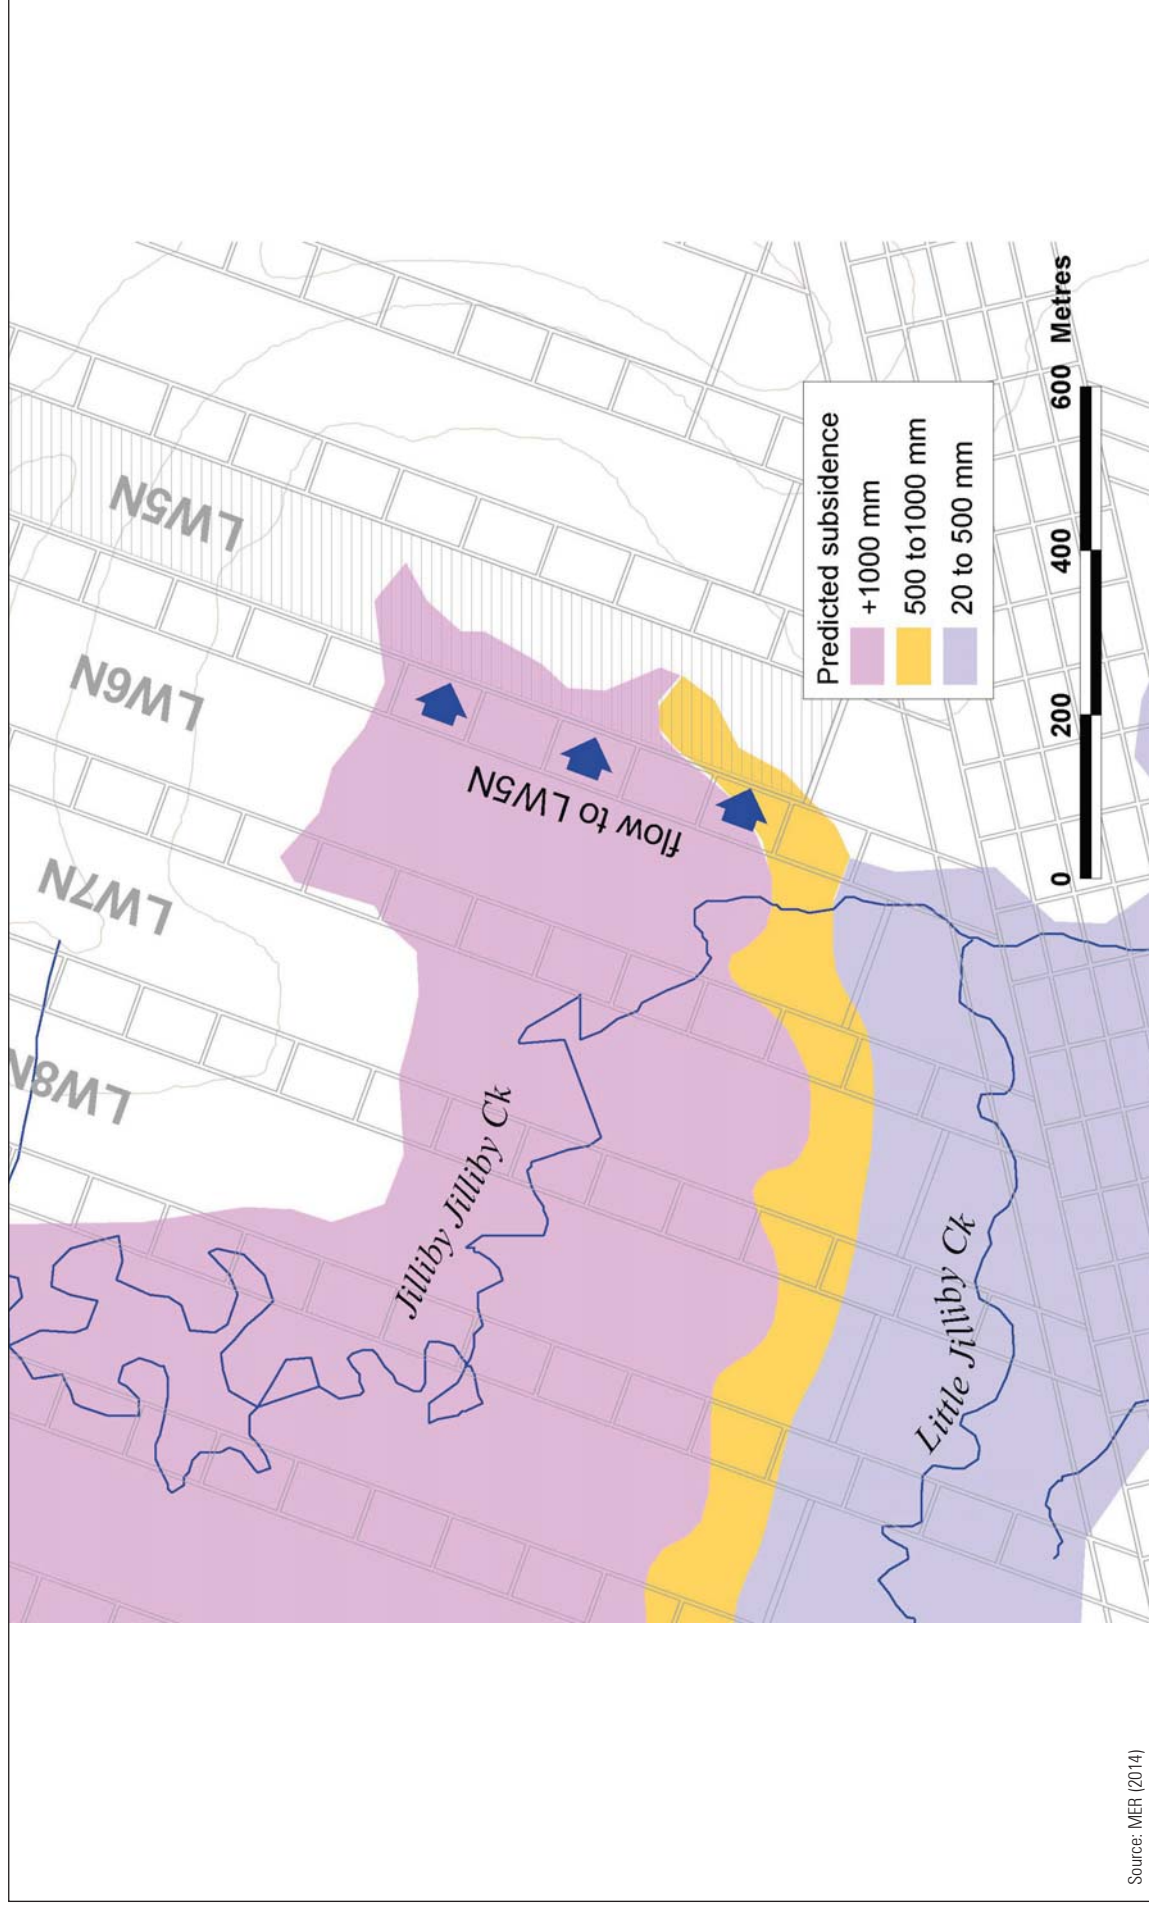 LW5N
LW6N
LW7N
LW8N
flow to LW5N
Jilliby Jilliby Ck
Little Jilliby Ck
Predicted subsidence
+1000 mm
500 to1000 mm
20 to 500 mm
0 200 400 600 Metres
Source: MER (2014)